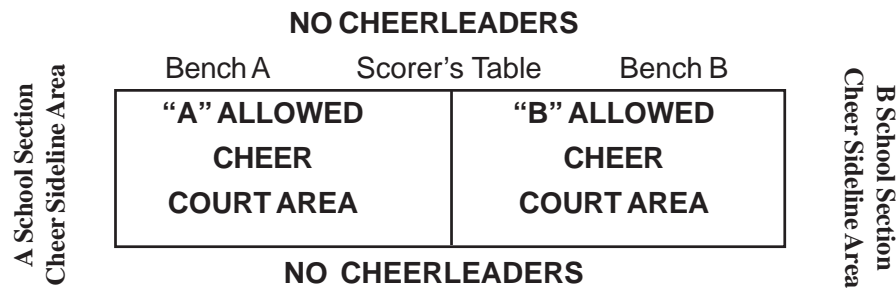 NO CHEERLEADERS
Bench A Scorer’s Table Bench B
A School Section
Cheer Sideline Area
“A” ALLOWED
CHEER
COURT AREA
“B” ALLOWED
CHEER
COURT AREA
B School Section
Cheer Sideline Area
NO CHEERLEADERS